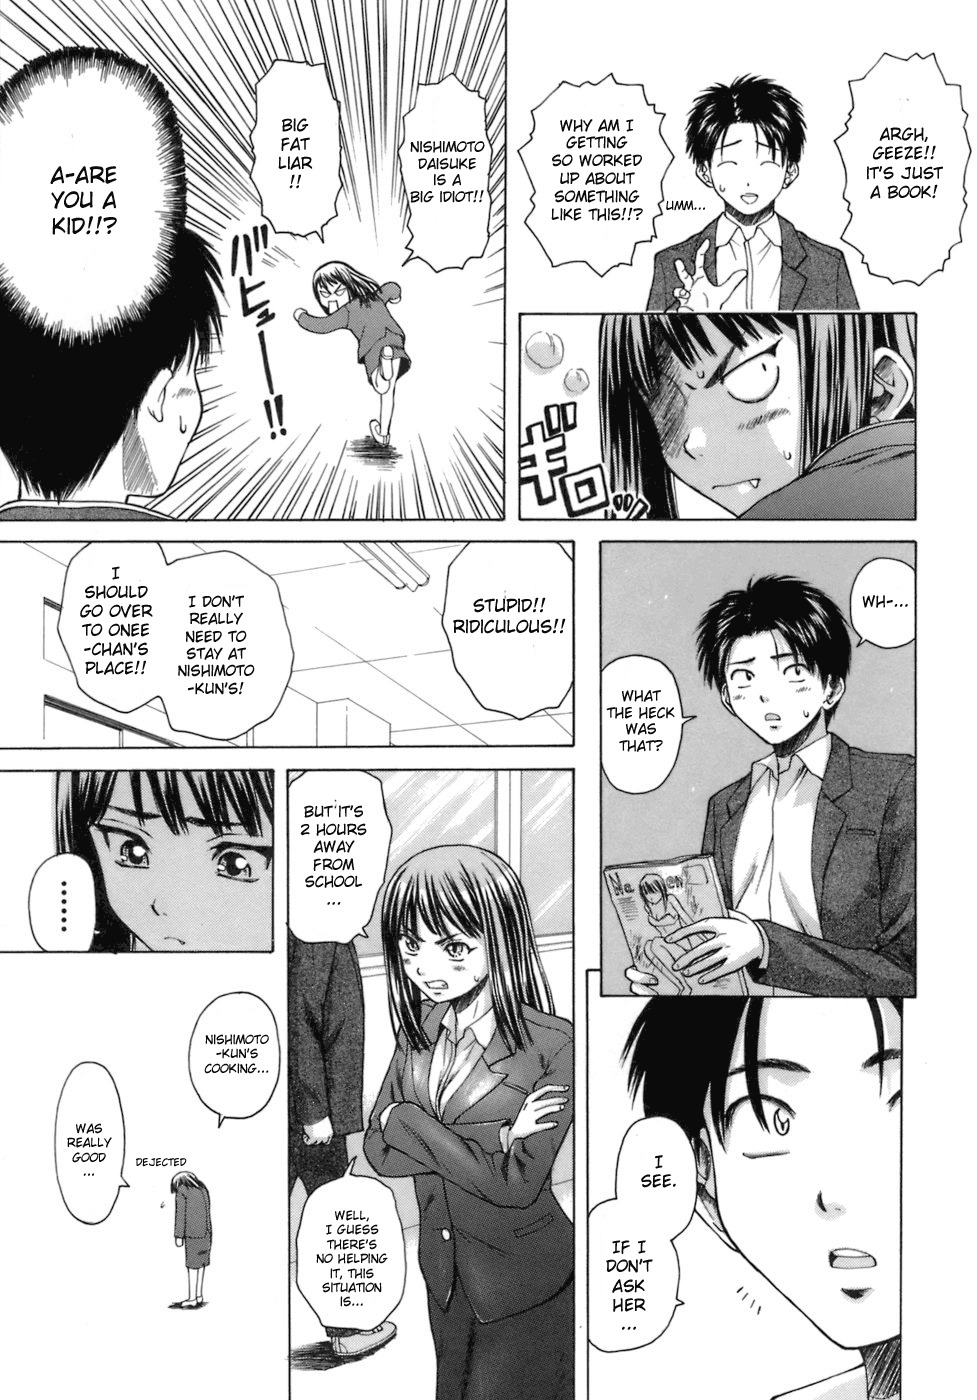 ARGH,
GEEZE!!
IT'S JUST
A BOOK!
WHY AM I
GETTING
SO WORKED
UP ABOUT
SOMETHING
LIKE THIS!!?
UMM...
ギロッ
NISHIMOTO
DAISUKE
IS A
BIG IDIOT!!
BIG
FAT
LIAR
!!
バヒュー!!
A-ARE
YOU A
KID!!?
WH-...
WHAT
THE HECK
WAS
THAT?
STUPID!!
RIDICULOUS!!
I DON'T
REALLY
NEED TO
STAY AT
NISHIMOTO
-KUN'S!
I
SHOULD
GO OVER
TO ONEE
-CHAN'S
PLACE!!
I
SEE.
IF I
DON'T
ASK
HER
...
BUT IT'S
2 HOURS
AWAY
FROM
SCHOOL
...
WELL,
I GUESS
THERE'S
NO HELPING
IT, THIS
SITUATION
IS...
......
NISHIMOTO
-KUN'S
COOKING...
WAS
REALLY
GOOD
...
DEJECTED